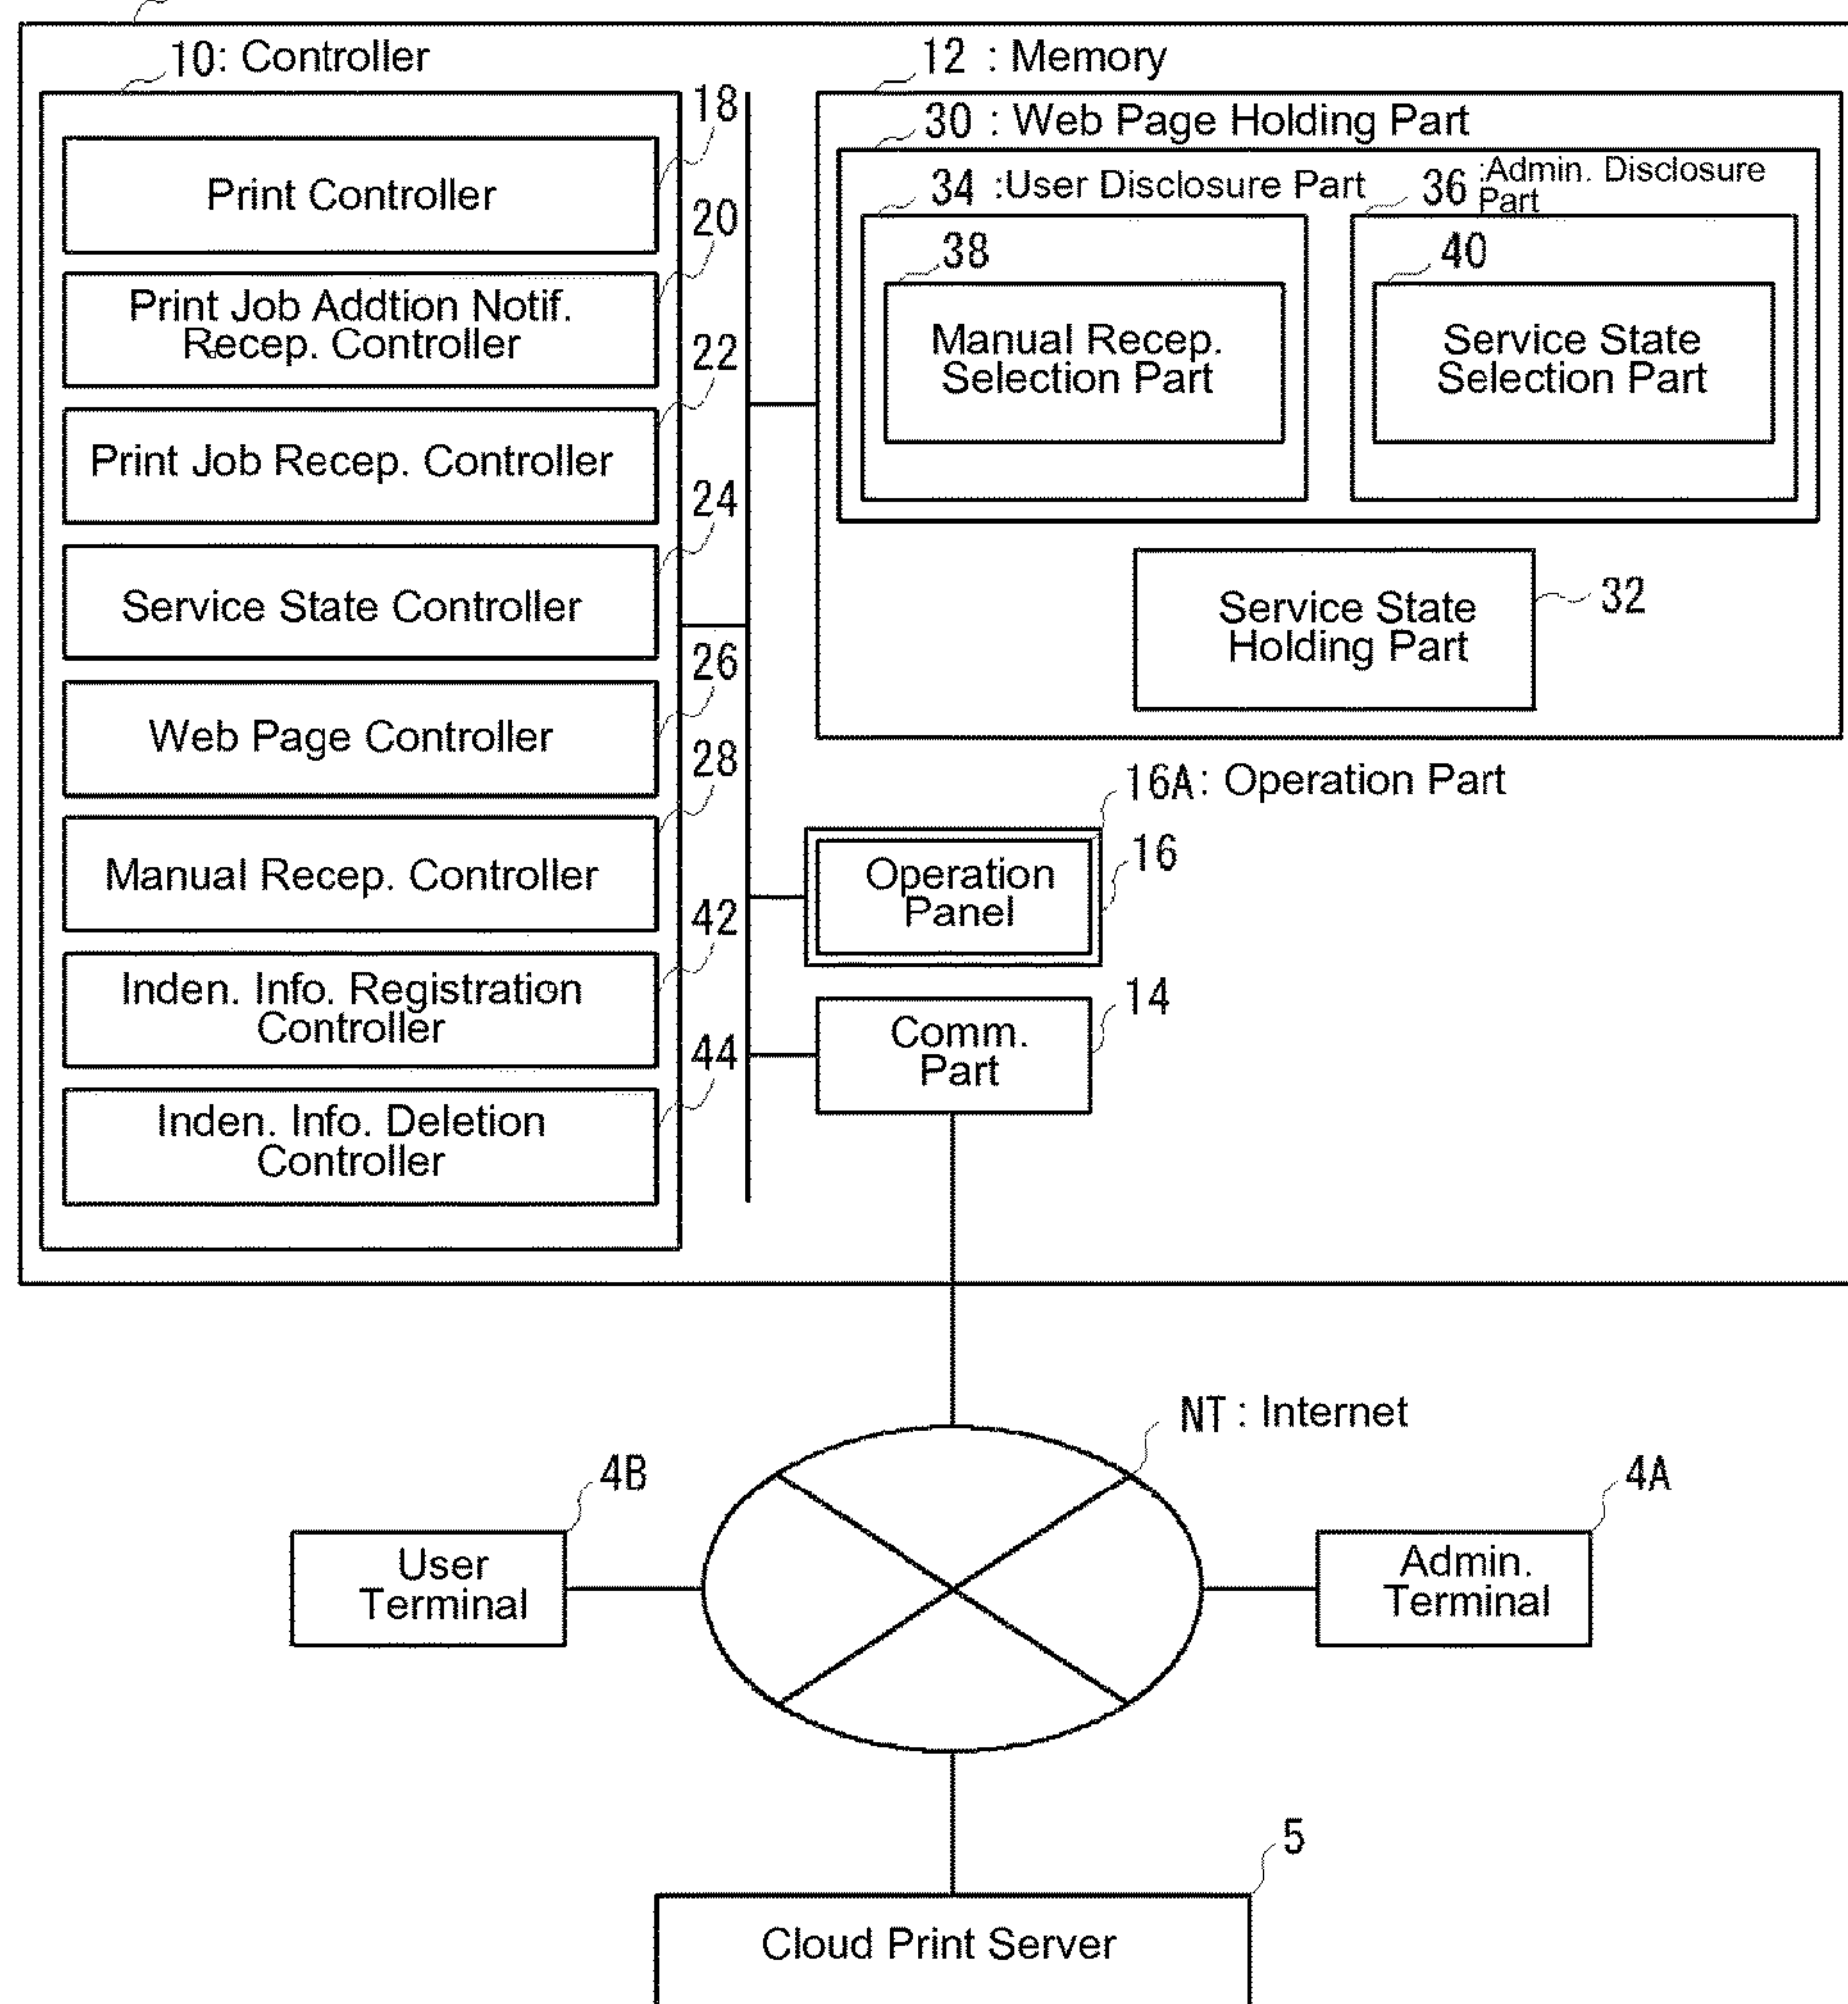 10: Controller
18
Print Controller
20
Print Job Addtion Notif.
Recep. Controller
22
Print Job Recep. Controller
24
Service State Controller
26
Web Page Controller
28
Manual Recep. Controller
42
Inden. Info. Registration
Controller
44
Inden. Info. Deletion
Controller
12 : Memory
30 : Web Page Holding Part
34 :User Disclosure Part
36 :Admin. Disclosure
Part
38
Manual Recep.
Selection Part
40
Service State
Selection Part
Service State
Holding Part
32
16A: Operation Part
Operation
Panel
16
14
Comm.
Part
NT : Internet
4B
User
Terminal
4A
Admin.
Terminal
5
Cloud Print Server